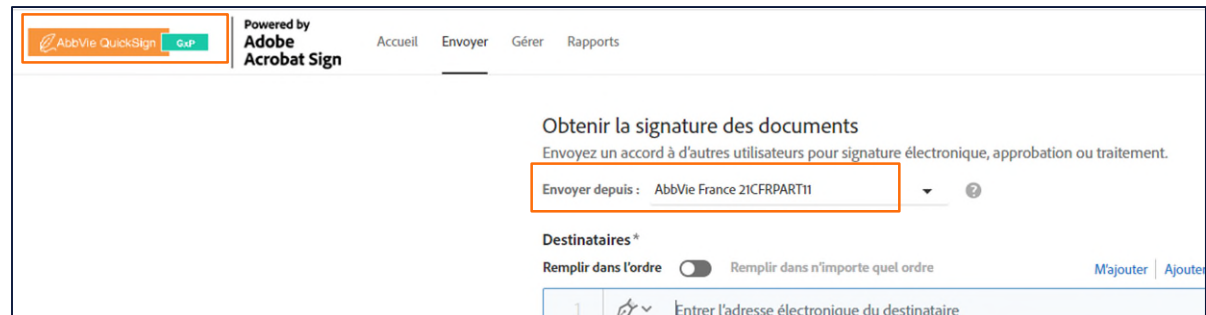 AbbVie QuickSign GxP
Powered by
Adobe
Acrobat Sign
Accueil Envoyer Gérer Rapports
Obtenir la signature des documents
Envoyez un accord à d'autres utilisateurs pour signature électronique, approbation ou traitement.
Envoyer depuis : AbbVie France 21CFRPART11
Destinataires*
Remplir dans l'ordre Remplir dans n'importe quel ordre M'ajouter Ajouter
1 Entrer l'adresse électronique du destinataire